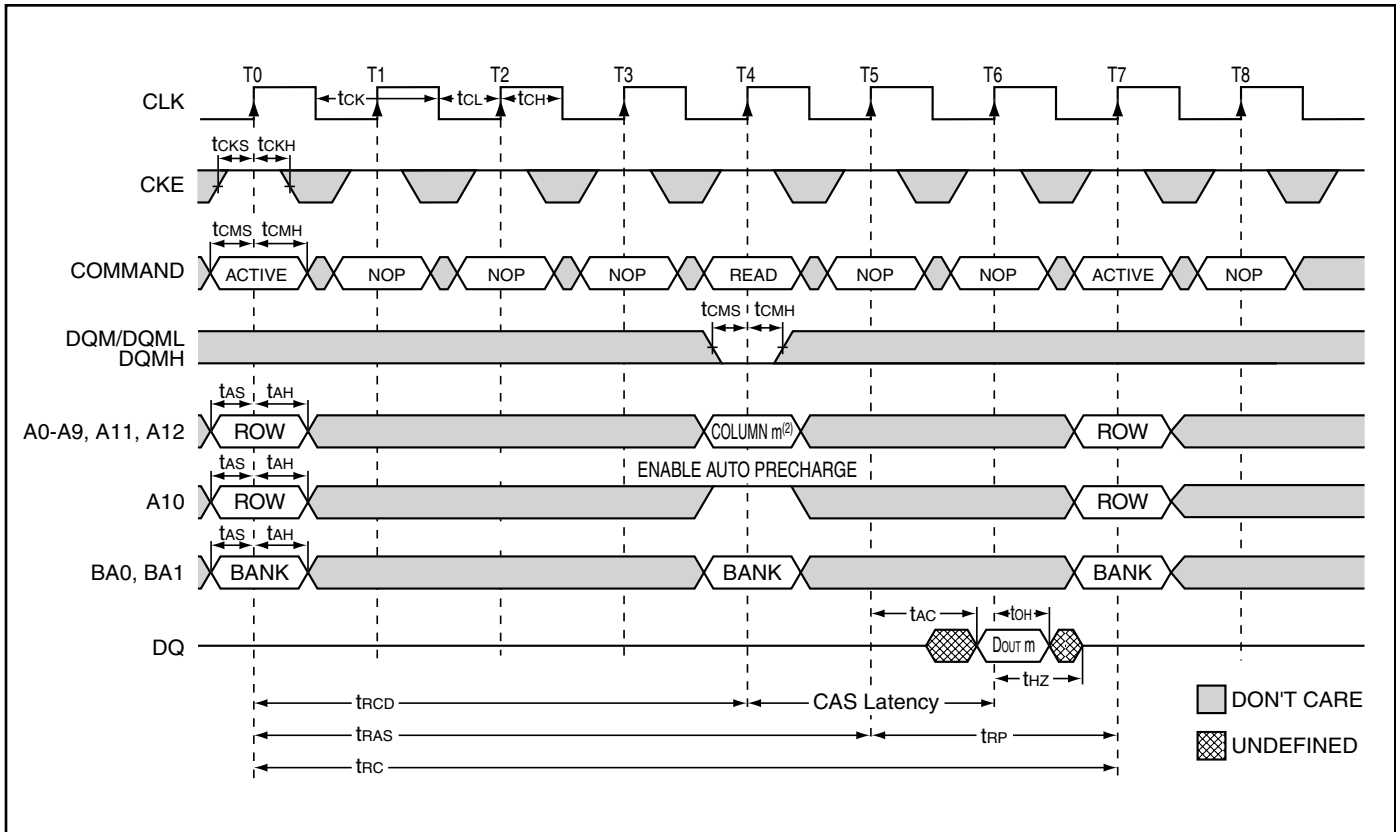 T0 T1 T2 T3 T4 T5 T6 T7 T8
CLK tCK tCL tCH
tCKS tCKH
CKE
tCMS tCMH
COMMAND ACTIVE NOP NOP NOP READ NOP NOP ACTIVE NOP
tCMS tCMH
DQM/DQML
DQMH
tAS tAH
A0-A9, A11, A12 ROW COLUMN m(2) ROW
tAS tAH ENABLE AUTO PRECHARGE
A10 ROW ROW
tAS tAH
BA0, BA1 BANK BANK BANK
tAC tOH
DQ DOUT m
tHZ
tRCD CAS Latency DON'T CARE
tRAS tRP UNDEFINED
tRC